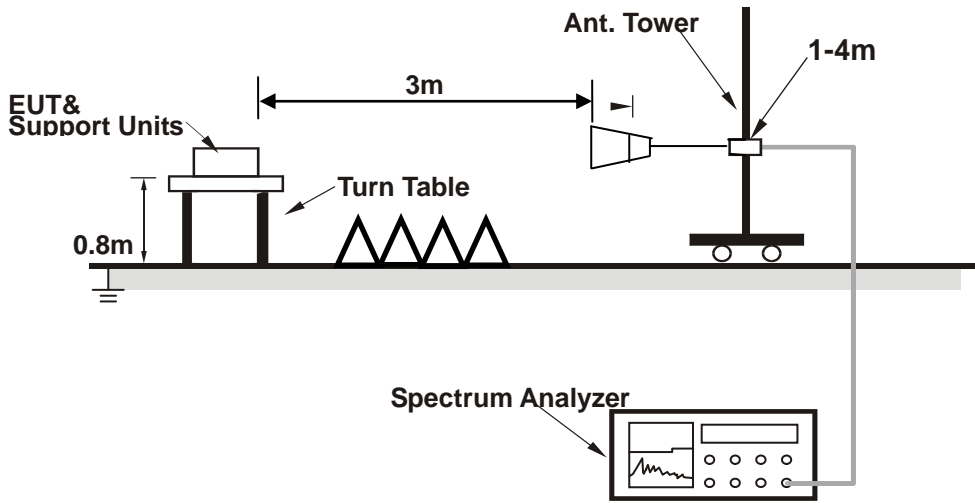 Ant. Tower
1-4m
3m
EUT&
Support Units
Turn Table
0.8m
Spectrum Analyzer